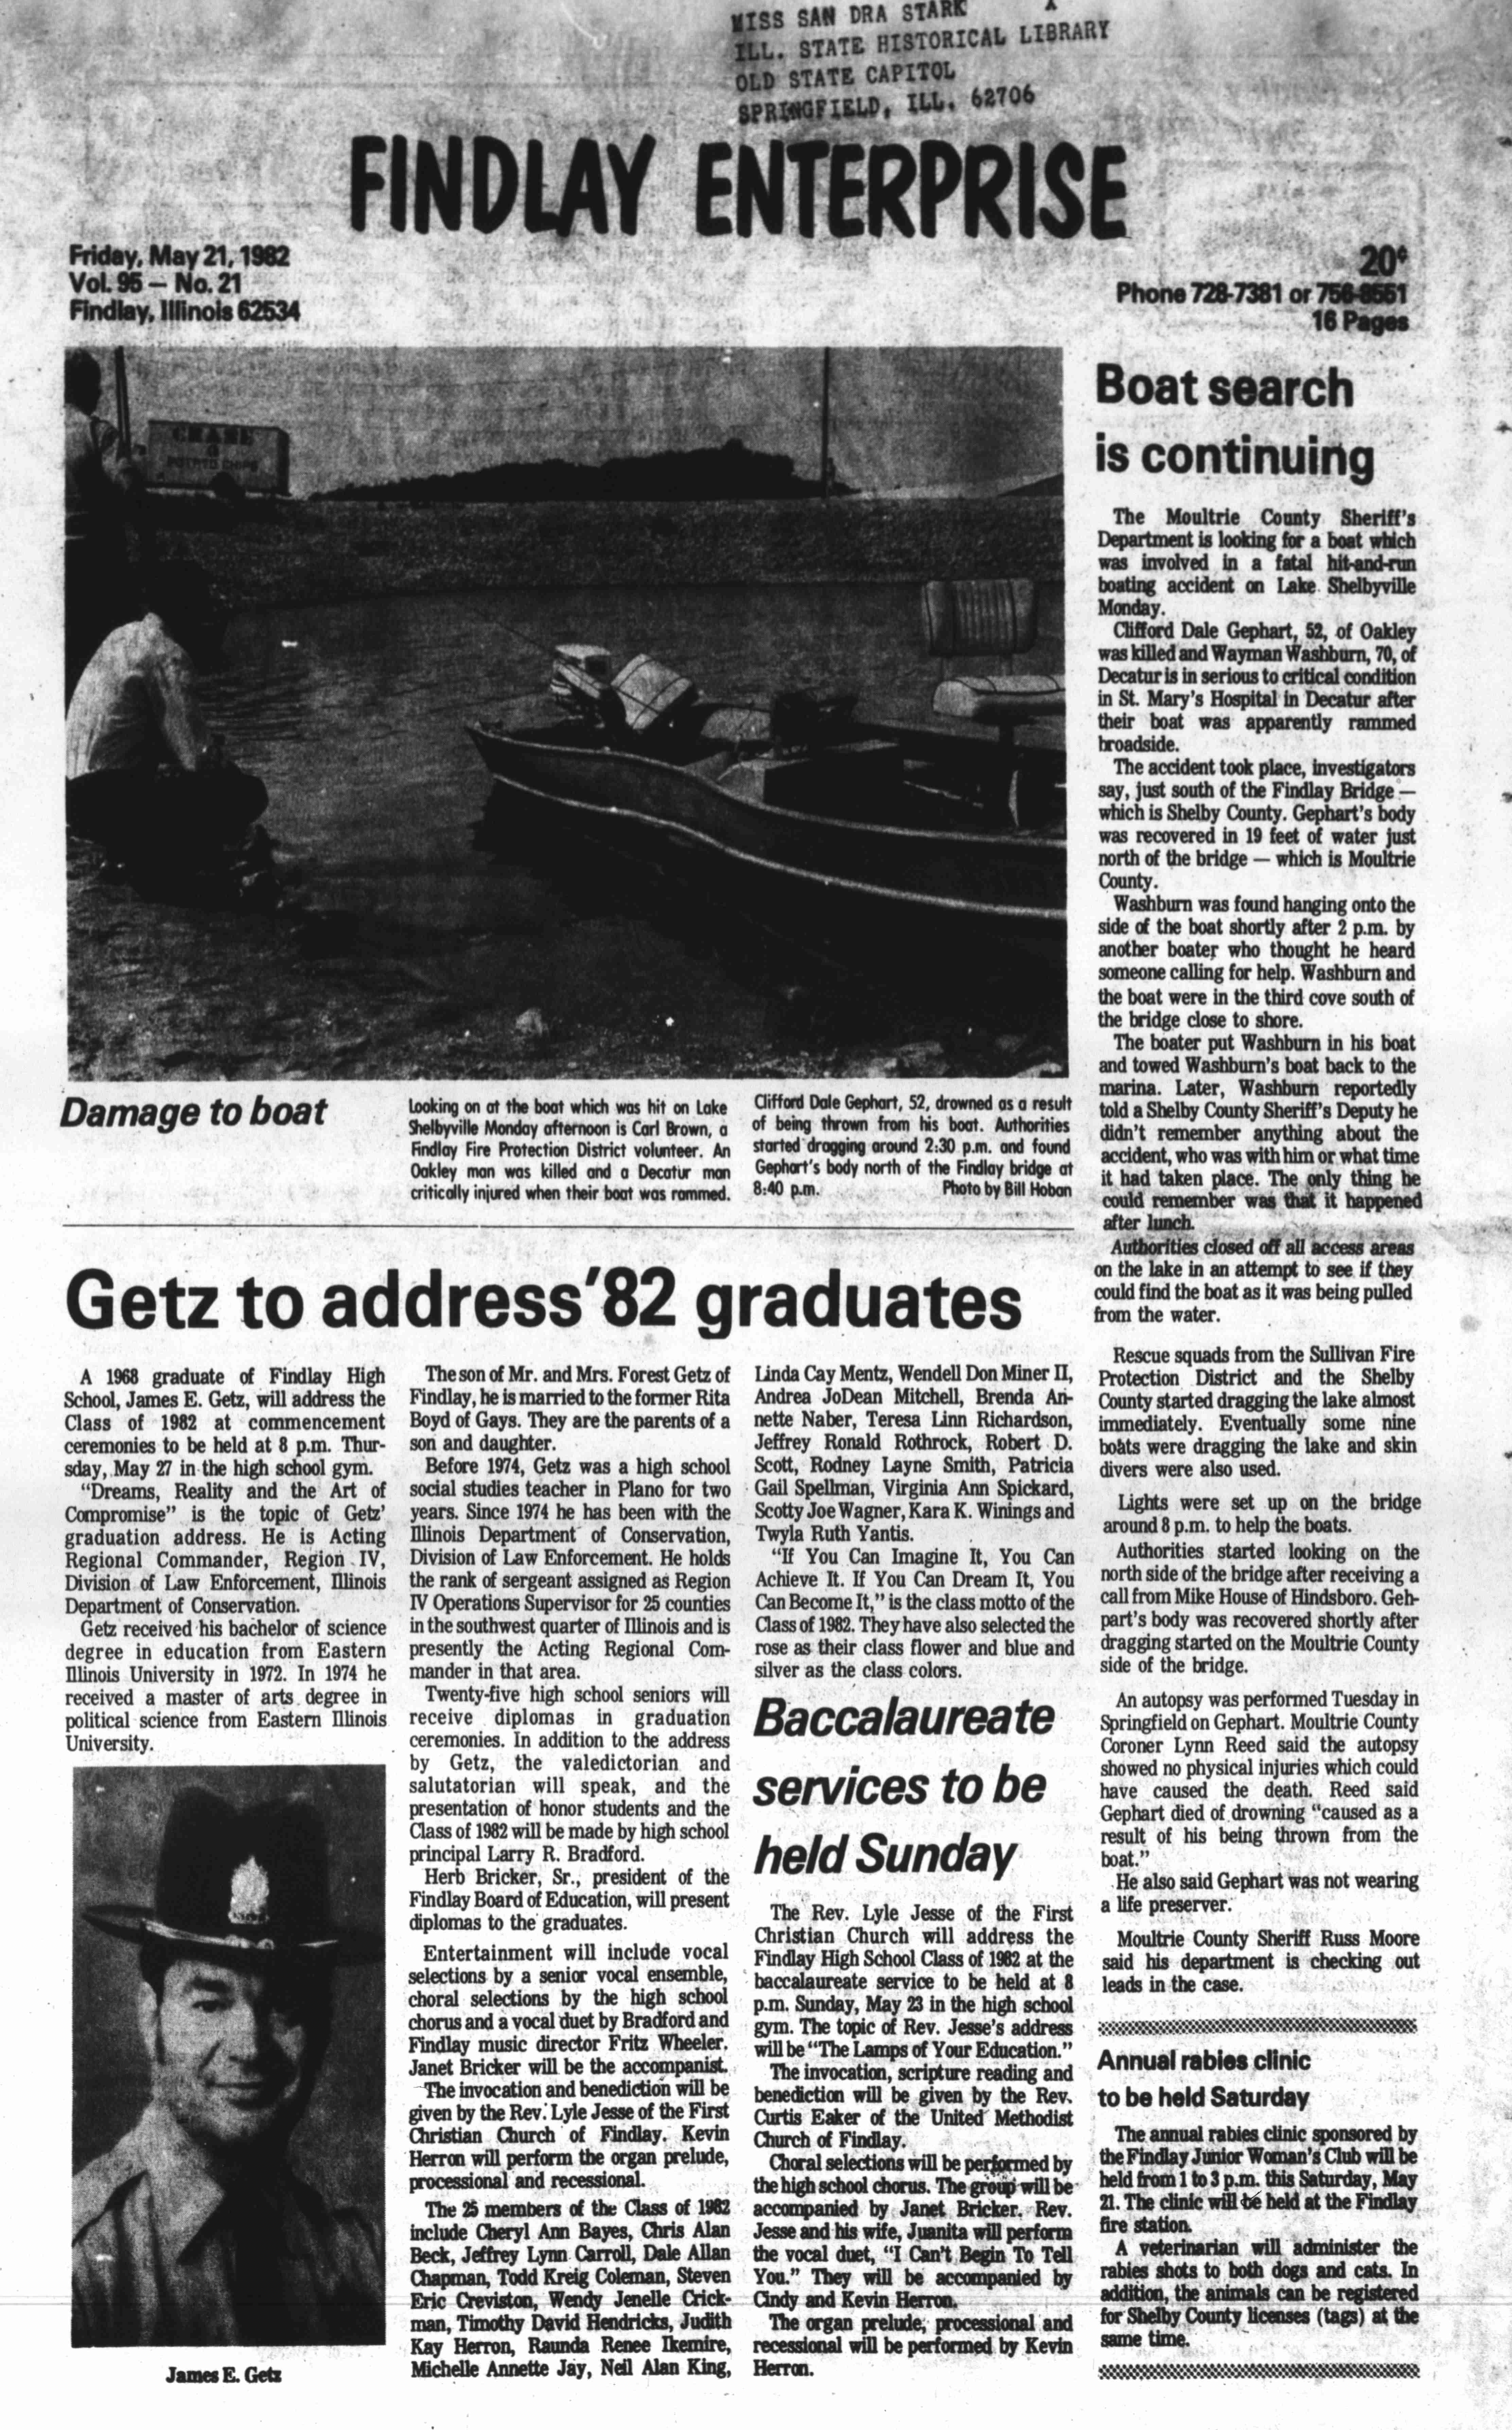 MISS SAN DRA STARK
ILL. STATE HISTORICAL LIBRARY
OLD STATE CAPITOL
SPRINGFIELD, ILL. 62706
FINDLAY ENTERPRISE
Friday, May 21, 1982
Vol. 95 — No. 21
Findlay, Illinois 62534
20¢
Phone 728-7381 or 756-8551
16 Pages
CHASE
POTATO CHIPS
Damage to boat
Looking on at the boat which was hit on Lake
Shelbyville Monday afternoon is Carl Brown, a
Findlay Fire Protection District volunteer. An
Oakley man was killed and a Decatur man
critically injured when their boat was rammed.
Clifford Dale Gephart, 52, drowned as a result
of being thrown from his boat. Authorities
started dragging around 2:30 p.m. and found
Gephart's body north of the Findlay bridge at
8:40 p.m. Photo by Bill Hoban
Boat search
is continuing
The Moultrie County Sheriff's
Department is looking for a boat which
was involved in a fatal hit-and-run
boating accident on Lake Shelbyville
Monday.
Clifford Dale Gephart, 52, of Oakley
was killed and Wayman Washburn, 70, of
Decatur is in serious to critical condition
in St. Mary's Hospital in Decatur after
their boat was apparently rammed
broadside.
The accident took place, investigators
say, just south of the Findlay Bridge —
which is Shelby County. Gephart's body
was recovered in 19 feet of water just
north of the bridge — which is Moultrie
County.
Washburn was found hanging onto the
side of the boat shortly after 2 p.m. by
another boater who thought he heard
someone calling for help. Washburn and
the boat were in the third cove south of
the bridge close to shore.
The boater put Washburn in his boat
and towed Washburn's boat back to the
marina. Later, Washburn reportedly
told a Shelby County Sheriff's Deputy he
didn't remember anything about the
accident, who was with him or what time
it had taken place. The only thing he
could remember was that it happened
after lunch.
Authorities closed off all access areas
on the lake in an attempt to see if they
could find the boat as it was being pulled
from the water.
Rescue squads from the Sullivan Fire
Protection District and the Shelby
County started dragging the lake almost
immediately. Eventually some nine
boats were dragging the lake and skin
divers were also used.
Lights were set up on the bridge
around 8 p.m. to help the boats.
Authorities started looking on the
north side of the bridge after receiving a
call from Mike House of Hindsboro. Geh-
part's body was recovered shortly after
dragging started on the Moultrie County
side of the bridge.
An autopsy was performed Tuesday in
Springfield on Gephart. Moultrie County
Coroner Lynn Reed said the autopsy
showed no physical injuries which could
have caused the death. Reed said
Gephart died of drowning "caused as a
result of his being thrown from the
boat."
He also said Gephart was not wearing
a life preserver.
Moultrie County Sheriff Russ Moore
said his department is checking out
leads in the case.
Getz to address '82 graduates
A 1968 graduate of Findlay High
School, James E. Getz, will address the
Class of 1982 at commencement
ceremonies to be held at 8 p.m. Thur-
sday, May 27 in the high school gym.
"Dreams, Reality and the Art of
Compromise" is the topic of Getz'
graduation address. He is Acting
Regional Commander, Region IV,
Division of Law Enforcement, Illinois
Department of Conservation.
Getz received his bachelor of science
degree in education from Eastern
Illinois University in 1972. In 1974 he
received a master of arts degree in
political science from Eastern Illinois
University.
James E. Getz
The son of Mr. and Mrs. Forest Getz of
Findlay, he is married to the former Rita
Boyd of Gays. They are the parents of a
son and daughter.
Before 1974, Getz was a high school
social studies teacher in Plano for two
years. Since 1974 he has been with the
Illinois Department of Conservation,
Division of Law Enforcement. He holds
the rank of sergeant assigned as Region
IV Operations Supervisor for 25 counties
in the southwest quarter of Illinois and is
presently the Acting Regional Com-
mander in that area.
Twenty-five high school seniors will
receive diplomas in graduation
ceremonies. In addition to the address
by Getz, the valedictorian and
salutatorian will speak, and the
presentation of honor students and the
Class of 1982 will be made by high school
principal Larry R. Bradford.
Herb Bricker, Sr., president of the
Findlay Board of Education, will present
diplomas to the graduates.
Entertainment will include vocal
selections by a senior vocal ensemble,
choral selections by the high school
chorus and a vocal duet by Bradford and
Findlay music director Fritz Wheeler.
Janet Bricker will be the accompanist.
The invocation and benediction will be
given by the Rev. Lyle Jesse of the First
Christian Church of Findlay. Kevin
Herron will perform the organ prelude,
processional and recessional.
The 25 members of the Class of 1982
include Cheryl Ann Bayes, Chris Alan
Beck, Jeffrey Lynn Carroll, Dale Allan
Chapman, Todd Kreig Coleman, Steven
Eric Creviston, Wendy Jenelle Crick-
man, Timothy David Hendricks, Judith
Kay Herron, Raunda Renee Ikemire,
Michelle Annette Jay, Neil Alan King,
Linda Cay Mentz, Wendell Don Miner II,
Andrea JoDean Mitchell, Brenda An-
nette Naber, Teresa Linn Richardson,
Jeffrey Ronald Rothrock, Robert D.
Scott, Rodney Layne Smith, Patricia
Gail Spellman, Virginia Ann Spickard,
Scotty Joe Wagner, Kara K. Winings and
Twyla Ruth Yantis.
"If You Can Imagine It, You Can
Achieve It. If You Can Dream It, You
Can Become It," is the class motto of the
Class of 1982. They have also selected the
rose as their class flower and blue and
silver as the class colors.
Baccalaureate
services to be
held Sunday
The Rev. Lyle Jesse of the First
Christian Church will address the
Findlay High School Class of 1982 at the
baccalaureate service to be held at 8
p.m. Sunday, May 23 in the high school
gym. The topic of Rev. Jesse's address
will be "The Lamps of Your Education."
The invocation, scripture reading and
benediction will be given by the Rev.
Curtis Eaker of the United Methodist
Church of Findlay.
Choral selections will be performed by
the high school chorus. The group will be
accompanied by Janet Bricker. Rev.
Jesse and his wife, Juanita will perform
the vocal duet, "I Can't Begin To Tell
You." They will be accompanied by
Cindy and Kevin Herron.
The organ prelude, processional and
recessional will be performed by Kevin
Herron.
Annual rabies clinic
to be held Saturday
The annual rabies clinic sponsored by
the Findlay Junior Woman's Club will be
held from 1 to 3 p.m. this Saturday, May
21. The clinic will be held at the Findlay
fire station.
A veterinarian will administer the
rabies shots to both dogs and cats. In
addition, the animals can be registered
for Shelby County licenses (tags) at the
same time.